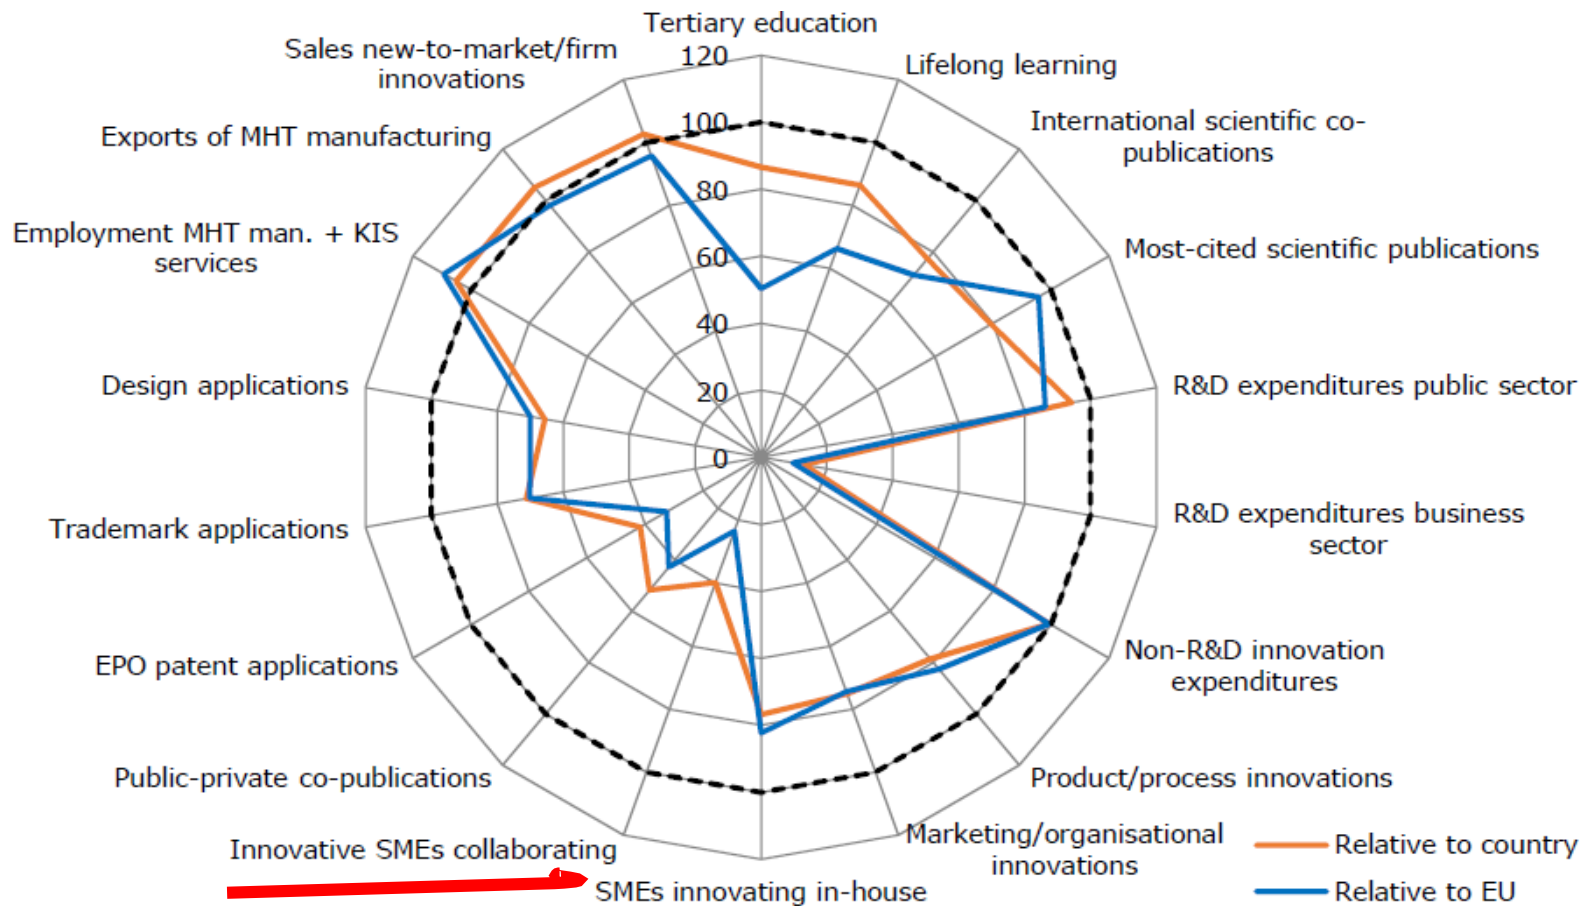 Tertiary education
Sales new-to-market/firm
innovations
120
Lifelong learning
Exports of MHT manufacturing
100
International scientific co-
publications
80
Employment MHT man. + KIS
services
60
Most-cited scientific publications
40
Design applications
20
R&D expenditures public sector
0
Trademark applications
R&D expenditures business
sector
EPO patent applications
Non-R&D innovation
expenditures
Public-private co-publications
Product/process innovations
Innovative SMEs collaborating
Marketing/organisational
innovations
SMEs innovating in-house
Relative to country
Relative to EU